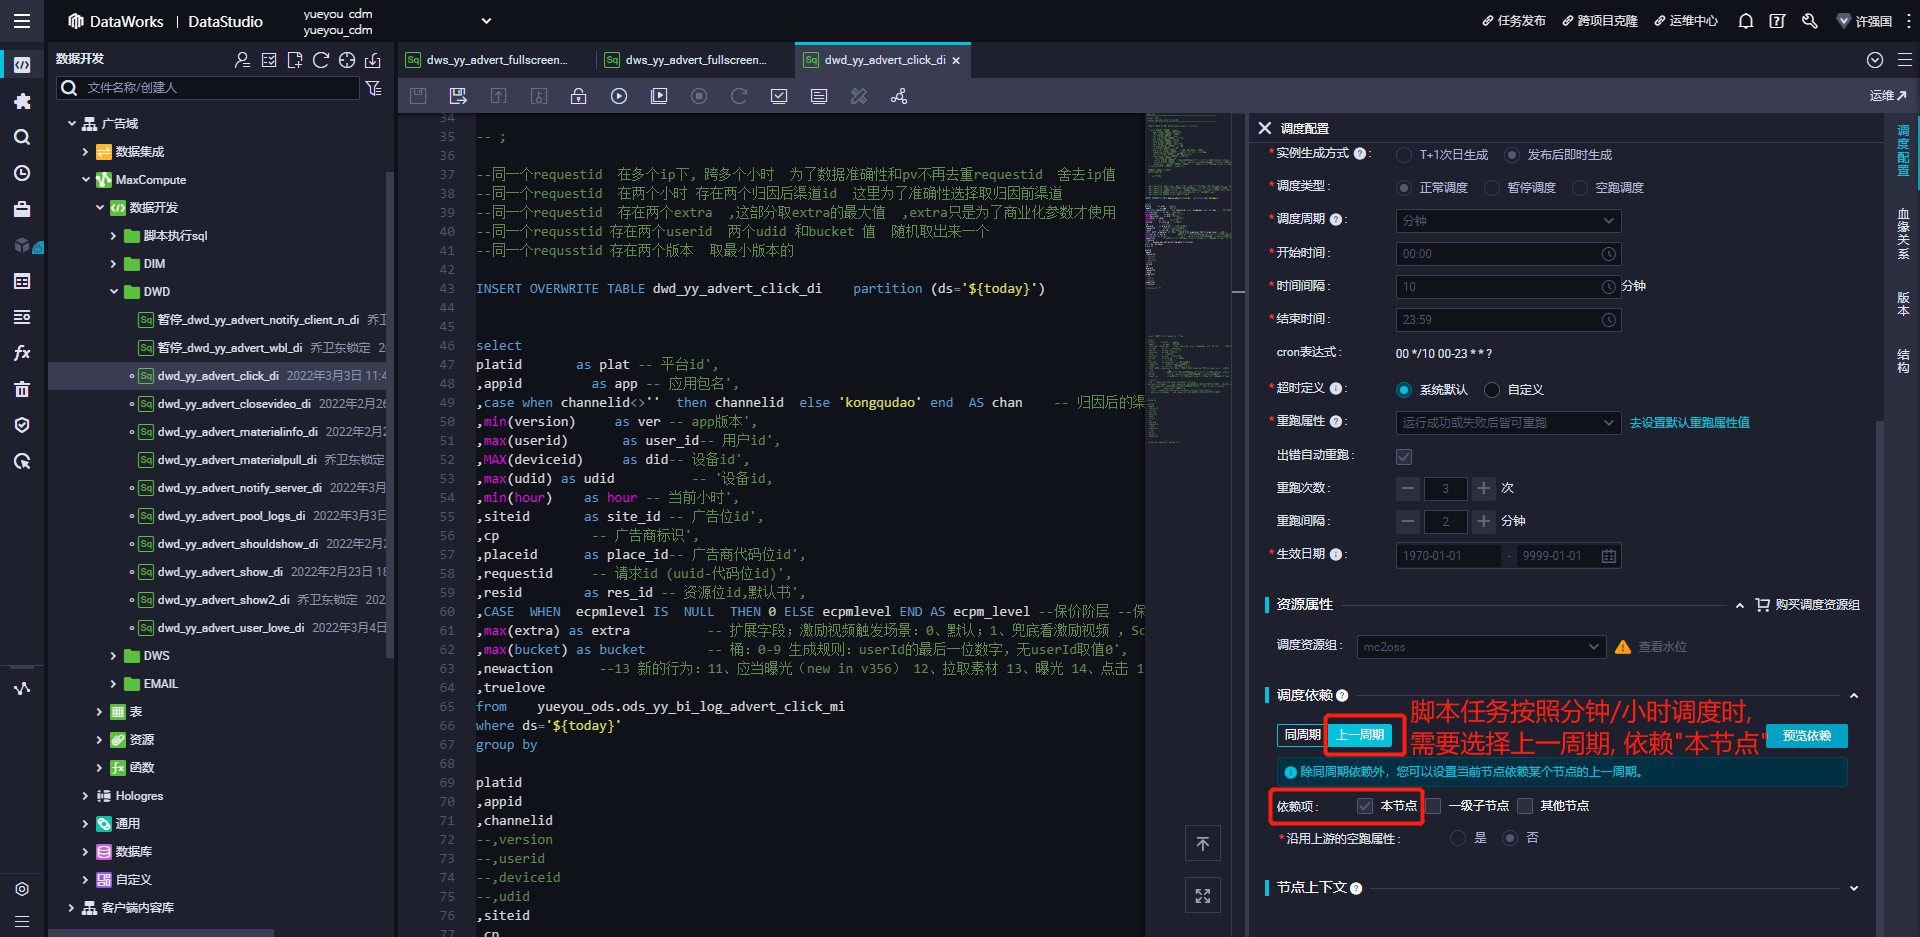 DataWorks | DataStudio
yueyou_cdm
yueyou_cdm
任务发布
跨项目克隆
运维中心
许强国
数据开发
文件名称/创建人
广告域
数据集成
MaxCompute
数据开发
脚本执行sql
DIM
DWD
暂停_dwd_yy_advert_notify_client_n_di 乔卫
暂停_dwd_yy_advert_wbl_di 乔卫东锁定 20
dwd_yy_advert_click_di 2022年3月3日 11:4
dwd_yy_advert_closevideo_di 2022年2月26
dwd_yy_advert_materialinfo_di 2022年2月2
dwd_yy_advert_materialpull_di 乔卫东锁定
dwd_yy_advert_notify_server_di 2022年3月
dwd_yy_advert_pool_logs_di 2022年3月3日
dwd_yy_advert_shouldshow_di 2022年2月2
dwd_yy_advert_show_di 2022年2月23日 18
dwd_yy_advert_show2_di 乔卫东锁定 202
dwd_yy_advert_user_love_di 2022年3月4日
DWS
EMAIL
表
资源
函数
Hologres
通用
数据库
自定义
客户端内容库
Sq dws_yy_advert_fullscreen...
Sq dws_yy_advert_fullscreen...
Sq dwd_yy_advert_click_di ×
运维
34
35 -- ;
36
37 --同一个requestid 在多个ip下,跨多个小时 为了数据准确性和pv不再去重requestid 舍去ip值
38 --同一个requestid 在两个小时 存在两个归因后渠道id 这里为了准确性选择取归因前渠道
39 --同一个requestid 存在两个extra ,这部分取extra的最大值 ,extra只是为了商业化参数才使用
40 --同一个requsstid 存在两个userid 两个udid 和bucket 值 随机取出来一个
41 --同一个requsstid 存在两个版本 取最小版本的
42
43 INSERT OVERWRITE TABLE dwd_yy_advert_click_di partition (ds='${today}')
44
45
46 select
47 platid as plat -- 平台id',
48 ,appid as app -- 应用包名',
49 ,case when channelid<>'' then channelid else 'kongqudao' end AS chan -- 归因后的渠
50 ,min(version) as ver -- app版本',
51 ,max(userid) as user_id-- 用户id',
52 ,MAX(deviceid) as did-- 设备id',
53 ,max(udid) as udid -- '设备id,
54 ,min(hour) as hour -- 当前小时',
55 ,siteid as site_id -- 广告位id',
56 ,cp -- 广告商标识',
57 ,placeid as place_id-- 广告商代码位id',
58 ,requestid -- 请求id (uuid-代码位id)',
59 ,resid as res_id -- 资源位id,默认书',
60 ,CASE WHEN ecpmlevel IS NULL THEN 0 ELSE ecpmlevel END AS ecpm_level --保价阶层 --保
61 ,max(extra) as extra -- 扩展字段；激励视频触发场景：0、默认；1、兜底看激励视频 ，Sc
62 ,max(bucket) as bucket -- 桶：0-9 生成规则：userId的最后一位数字，无userId取值0',
63 ,newaction --13 新的行为：11、应当曝光（new in v356） 12、拉取素材 13、曝光 14、点击 1
64 ,truelove
65 from yueyou_ods.ods_yy_bi_log_advert_click_mi
66 where ds='${today}'
67 group by
68
69 platid
70 ,appid
71 ,channelid
72 --,version
73 --,userid
74 --,deviceid
75 --,udid
76 ,siteid
77 ,cp
调度配置
*实例生成方式 ? : T+1次日生成 发布后即时生成
*调度类型: 正常调度 暂停调度 空跑调度
*调度周期 ? : 分钟
*开始时间: 00:00
*时间间隔: 10 分钟
*结束时间: 23:59
cron表达式: 00 */10 00-23 * * ?
*超时定义: 系统默认 自定义
*重跑属性 ? : 运行成功或失败后皆可重跑 去设置默认重跑属性值
出错自动重跑:
重跑次数: 3 次
重跑间隔: 2 分钟
*生效日期: 1970-01-01 - 9999-01-01
资源属性
购买调度资源组
调度资源组: mc2oss 查看水位
调度依赖 ?
脚本任务按照分钟/小时调度时,
需要选择上一周期, 依赖"本节点"
同周期 上一周期 预览依赖
除同周期依赖外，您可以设置当前节点依赖某个节点的上一周期。
依赖项: 本节点 一级子节点 其他节点
*沿用上游的空跑属性: 是 否
节点上下文 ?
调度配置
血缘关系
版本
结构